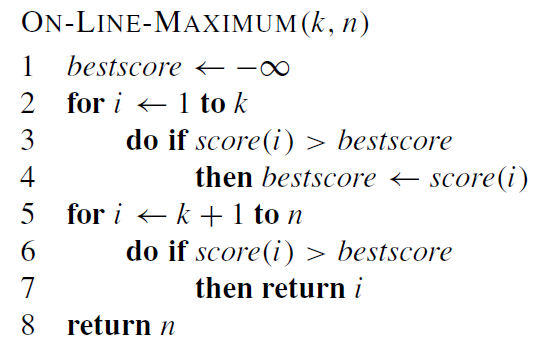 ON-LINE-MAXIMUM(k, n)
1 bestscore ← −∞
2 for i ← 1 to k
3 do if score(i) > bestscore
4 then bestscore ← score(i)
5 for i ← k + 1 to n
6 do if score(i) > bestscore
7 then return i
8 return n